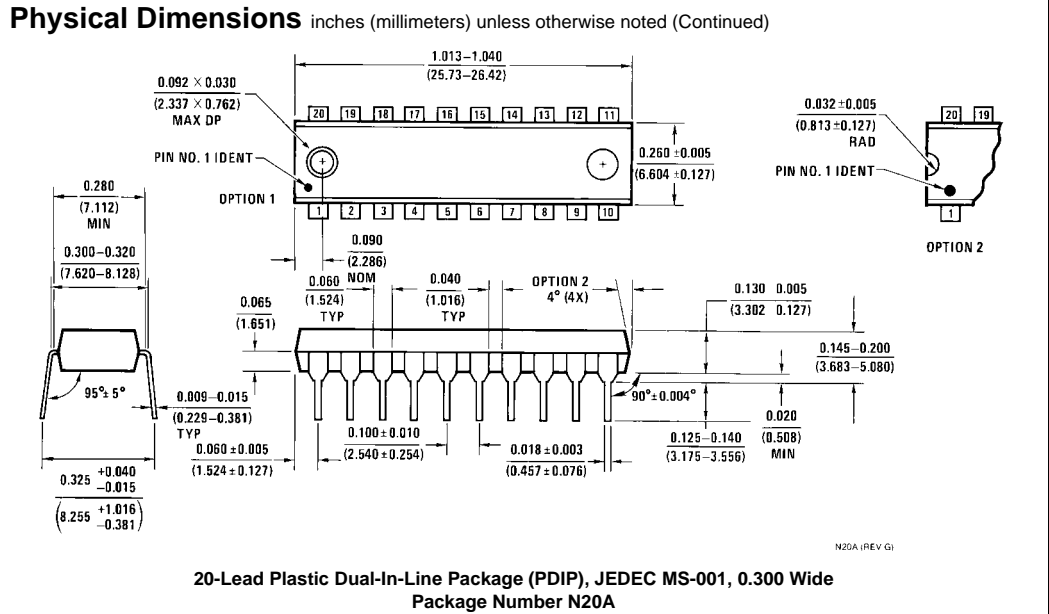 Physical Dimensions inches (millimeters) unless otherwise noted (Continued)
1.013–1.040
(25.73–26.42)
0.092 × 0.030
(2.337 × 0.762)
MAX DP
20 19 18 17 16 15 14 13 12 11
PIN NO. 1 IDENT
OPTION 1
0.260 ±0.005
(6.604 ±0.127)
1 2 3 4 5 6 7 8 9 10
0.032 ±0.005
(0.813 ±0.127)
RAD
20 19
PIN NO. 1 IDENT
1
OPTION 2
0.280
(7.112)
MIN
0.300–0.320
(7.620–8.128)
0.090
(2.286)
NOM
0.060
(1.524)
TYP
0.040
(1.016)
TYP
OPTION 2
4° (4X)
0.130 0.005
(3.302 0.127)
0.065
(1.651)
0.145–0.200
(3.683–5.080)
95°± 5°
0.009–0.015
(0.229–0.381)
TYP
90°±0.004°
0.020
(0.508)
MIN
0.100±0.010
(2.540 ±0.254)
0.018 ±0.003
(0.457 ±0.076)
0.125–0.140
(3.175–3.556)
0.060 ±0.005
(1.524 ±0.127)
0.325 +0.040
–0.015
(8.255 +1.016
–0.381)
N20A (REV G)
20-Lead Plastic Dual-In-Line Package (PDIP), JEDEC MS-001, 0.300 Wide
Package Number N20A